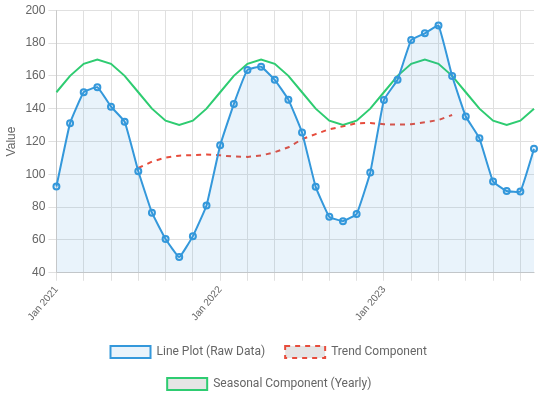 200
180
160
140
120
100
80
60
40
Value
Jan 2021
Jan 2022
Jan 2023
Line Plot (Raw Data)
Trend Component
Seasonal Component (Yearly)